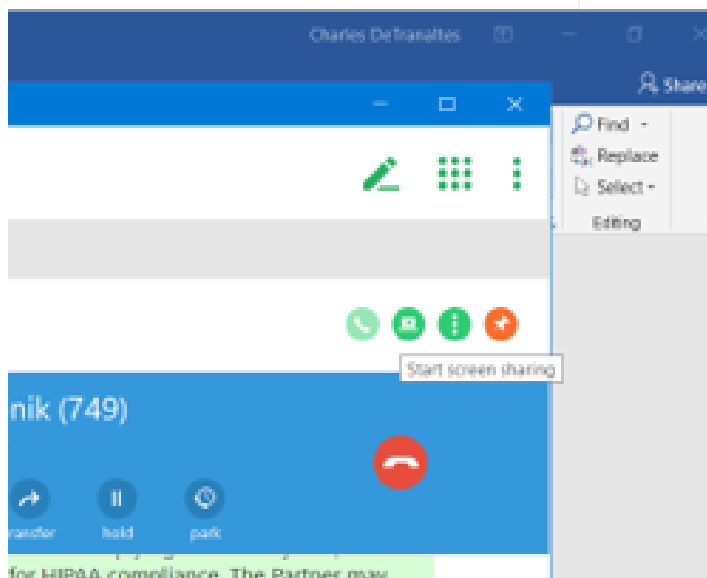 Charles DeTranaltes
Share
Find
Replace
Select
Editing
Start screen sharing
nik (749)
ransfer hold park
for HIPAA compliance. The Partner may